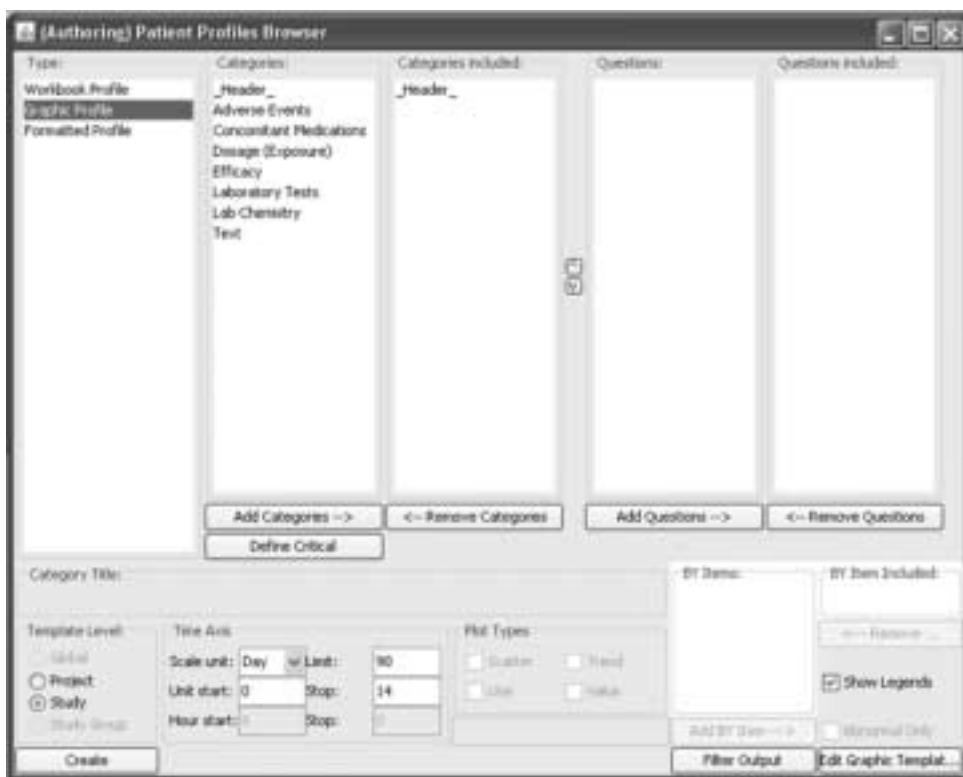 (Authoring) Patient Profiles Browser
Type: Categories: Categories included: Questions: Questions included:
Workbook Profile
Graphic Profile
Formatted Profile
_Header_
Adverse Events
Concomitant Medications
Dosage (Exposure)
Efficacy
Laboratory Tests
Lab Chemistry
Text
_Header_
Add Categories --> <-- Remove Categories Add Questions --> <-- Remove Questions
Define Critical
Category Title: BY Items: BY Item Included:
Template Level: Time Axis Plot Types
Global
Project
Study
Study Group
Scale unit: Day Limit: 90
Unit start: 0 Stop: 14
Hour start: Stop:
Scatter Trend
Line Value
<-- Remove ...
Show Legends
Add BY Item --> Abnormal Only
Create Filter Output Edit Graphic Templat...